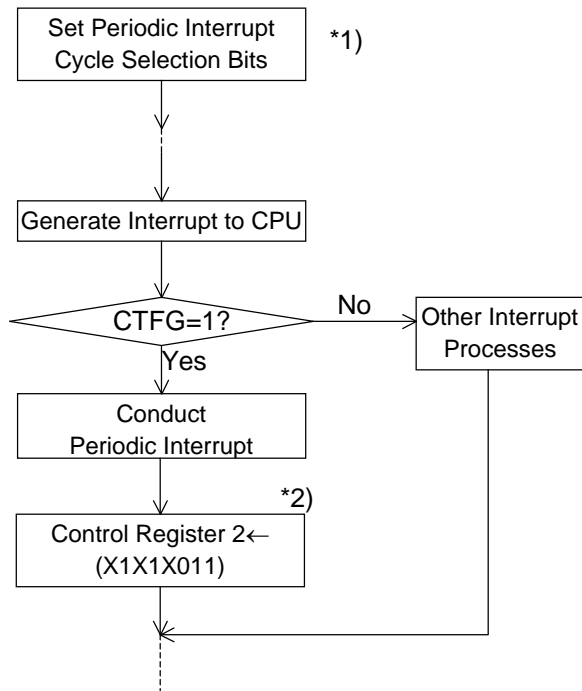 Set Periodic Interrupt
Cycle Selection Bits
*1)
Generate Interrupt to CPU
CTFG=1?
No
Other Interrupt
Processes
Yes
Conduct
Periodic Interrupt
*2)
Control Register 2←
(X1X1X011)